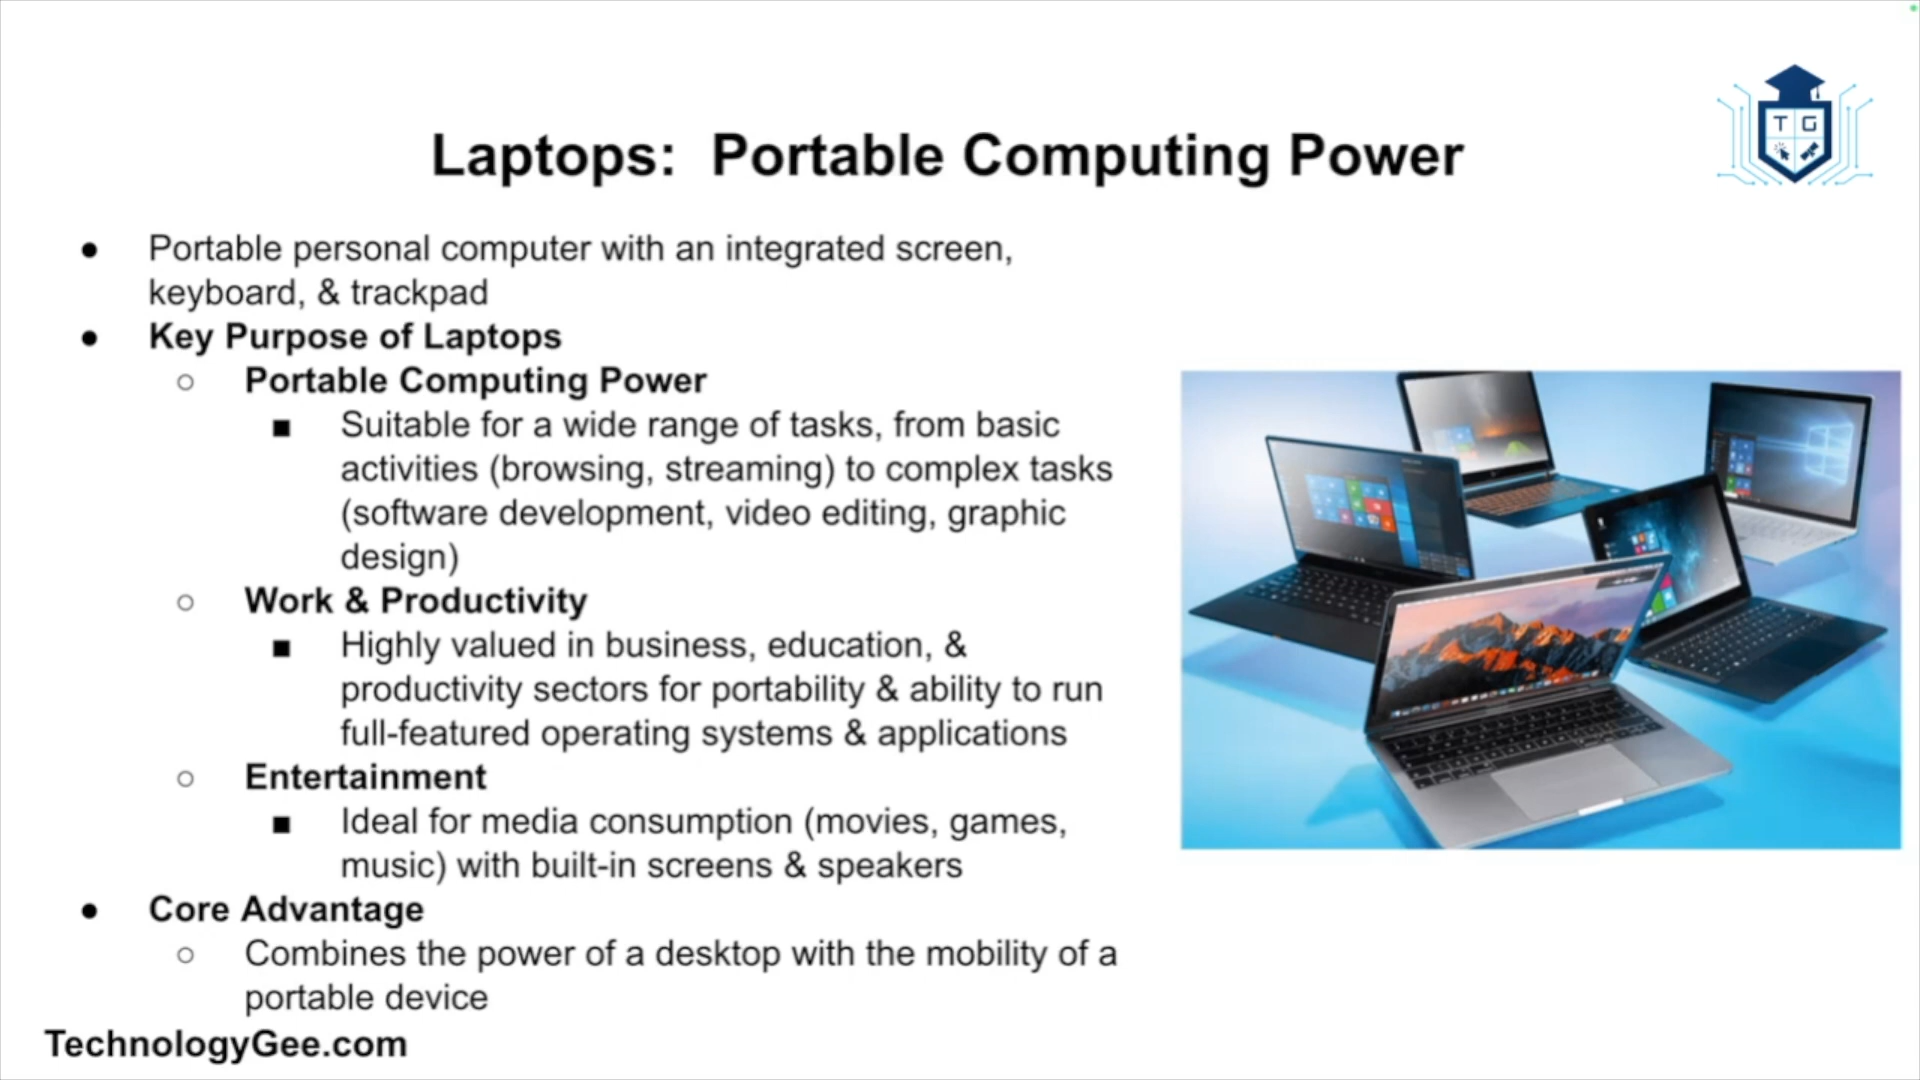 T G
Laptops:  Portable Computing Power
● Portable personal computer with an integrated screen,
keyboard, & trackpad
● Key Purpose of Laptops
○ Portable Computing Power
■ Suitable for a wide range of tasks, from basic
activities (browsing, streaming) to complex tasks
(software development, video editing, graphic
design)
○ Work & Productivity
■ Highly valued in business, education, &
productivity sectors for portability & ability to run
full-featured operating systems & applications
○ Entertainment
■ Ideal for media consumption (movies, games,
music) with built-in screens & speakers
● Core Advantage
○ Combines the power of a desktop with the mobility of a
portable device
TechnologyGee.com